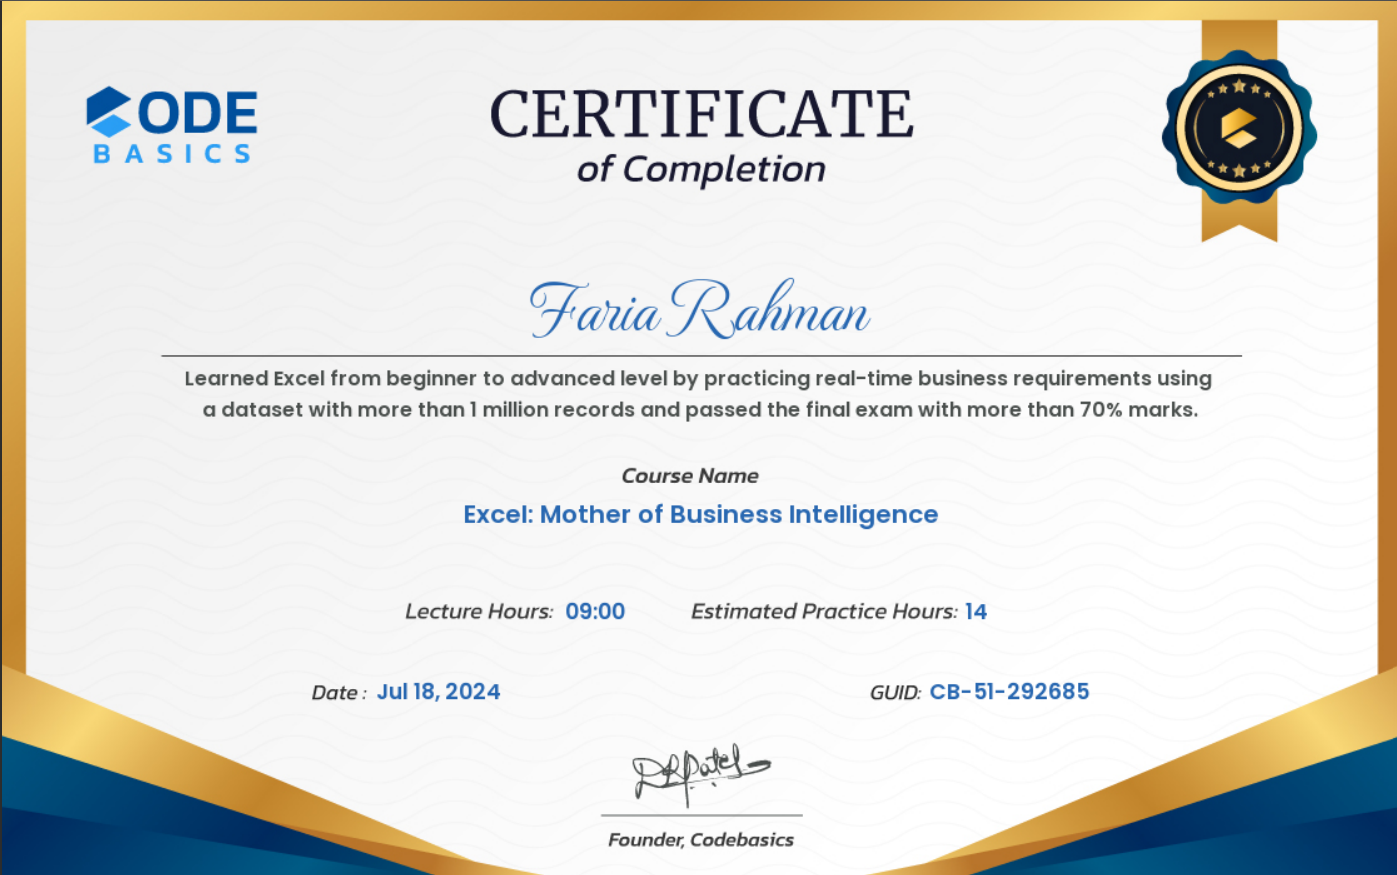 CODE
BASICS
CERTIFICATE
of Completion
Faria Rahman
Learned Excel from beginner to advanced level by practicing real-time business requirements using
a dataset with more than 1 million records and passed the final exam with more than 70% marks.
Course Name
Excel: Mother of Business Intelligence
Lecture Hours: 09:00 Estimated Practice Hours: 14
Date : Jul 18, 2024 GUID: CB-51-292685
DPatel
Founder, Codebasics